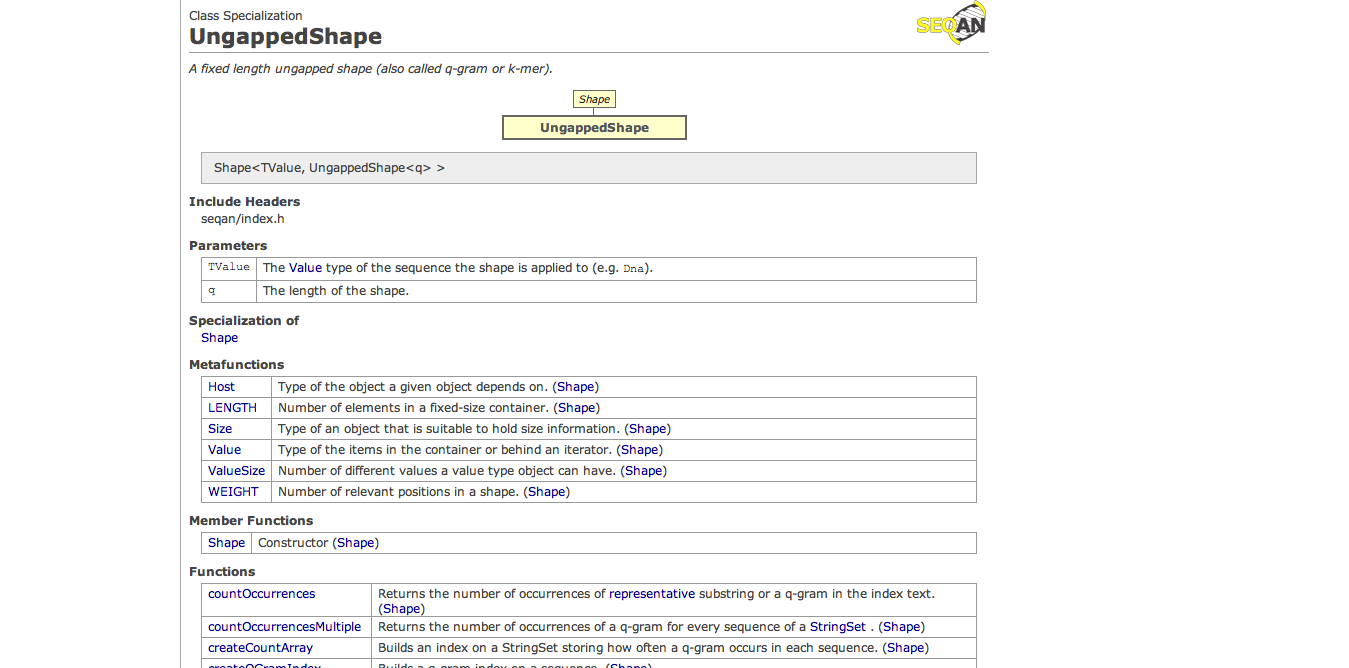 Class Specialization
SEQAN
UngappedShape
A fixed length ungapped shape (also called q-gram or k-mer).
Shape
UngappedShape
Shape<TValue, UngappedShape<q> >
Include Headers
seqan/index.h
Parameters
TValue The Value type of the sequence the shape is applied to (e.g. Dna).
q The length of the shape.
Specialization of
Shape
Metafunctions
Host Type of the object a given object depends on. (Shape)
LENGTH Number of elements in a fixed-size container. (Shape)
Size Type of an object that is suitable to hold size information. (Shape)
Value Type of the items in the container or behind an iterator. (Shape)
ValueSize Number of different values a value type object can have. (Shape)
WEIGHT Number of relevant positions in a shape. (Shape)
Member Functions
Shape Constructor (Shape)
Functions
countOccurrences Returns the number of occurrences of representative substring or a q-gram in the index text.
(Shape)
countOccurrencesMultiple Returns the number of occurrences of a q-gram for every sequence of a StringSet . (Shape)
createCountArray Builds an index on a StringSet storing how often a q-gram occurs in each sequence. (Shape)
createQGramIndex Builds a q-gram index on a sequence. (Shape)